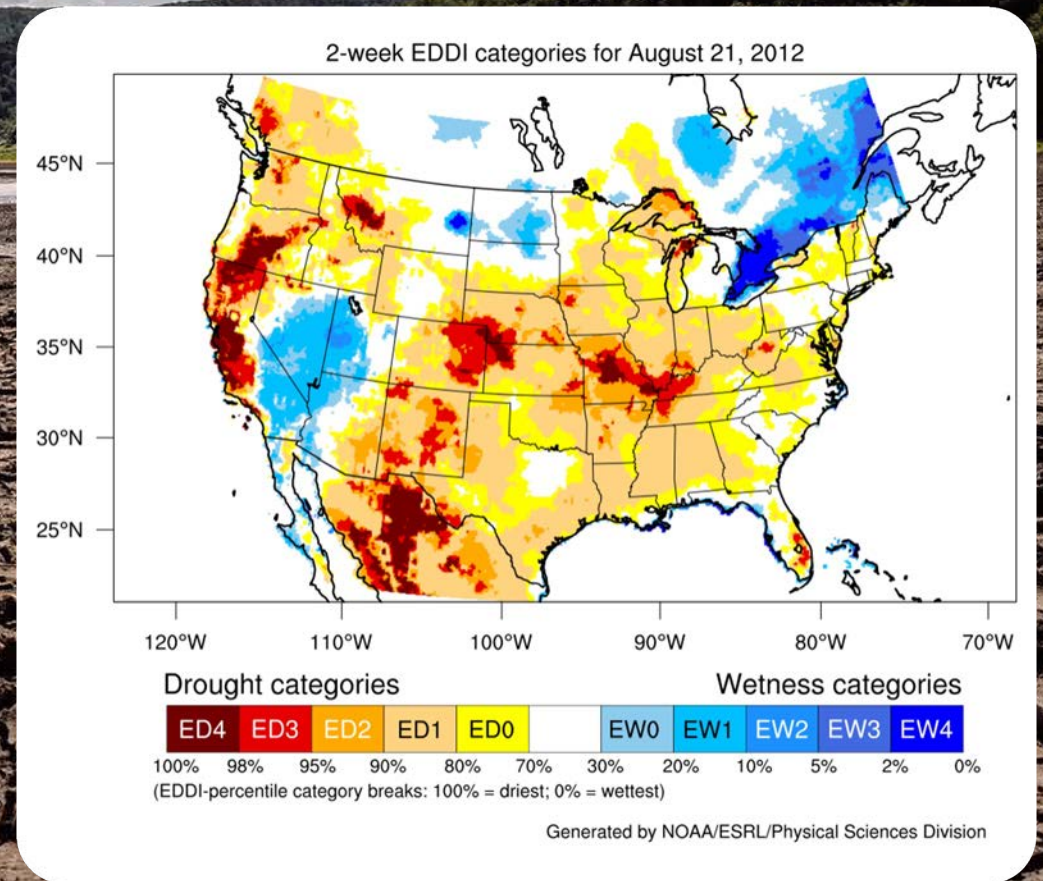 2-week EDDI categories for August 21, 2012
45°N
40°N
35°N
30°N
25°N
120°W 110°W 100°W 90°W 80°W 70°W
Drought categories Wetness categories
ED4 ED3 ED2 ED1 ED0 EW0 EW1 EW2 EW3 EW4
100% 98% 95% 90% 80% 70% 30% 20% 10% 5% 2% 0%
(EDDI-percentile category breaks: 100% = driest; 0% = wettest)
Generated by NOAA/ESRL/Physical Sciences Division